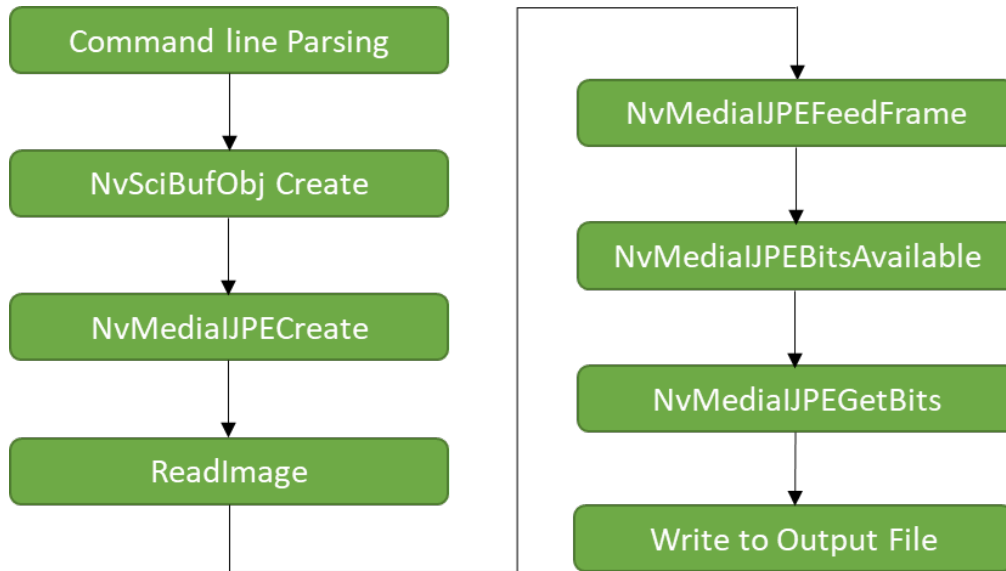 Command line Parsing
NvSciBufObj Create
NvMediaIJPECreate
ReadImage
NvMediaIJPEFeedFrame
NvMediaIJPEBitsAvailable
NvMediaIJPEGetBits
Write to Output File